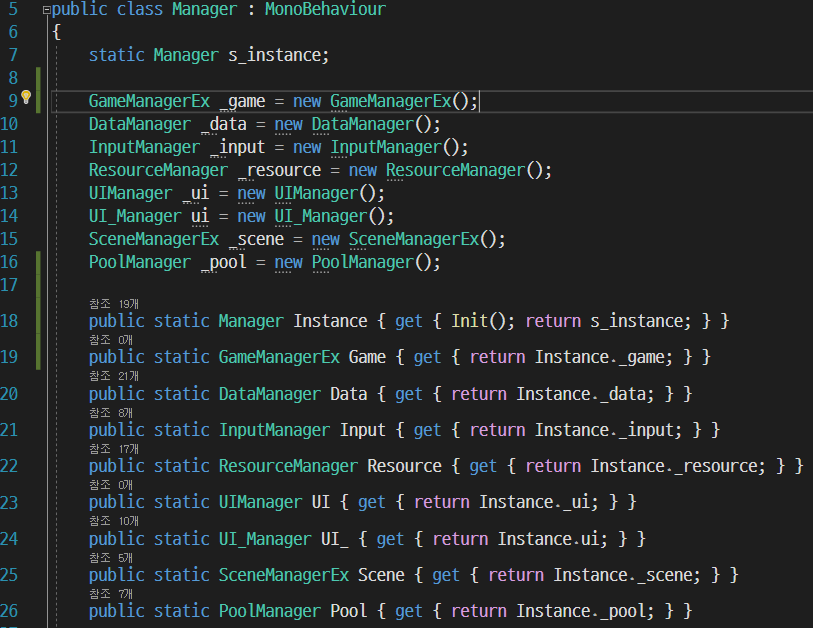 5 public class Manager : MonoBehaviour
6 {
7 static Manager s_instance;
8
9 GameManagerEx _game = new GameManagerEx();
10 DataManager _data = new DataManager();
11 InputManager _input = new InputManager();
12 ResourceManager _resource = new ResourceManager();
13 UIManager _ui = new UIManager();
14 UI_Manager ui = new UI_Manager();
15 SceneManagerEx _scene = new SceneManagerEx();
16 PoolManager _pool = new PoolManager();
17
참조 19개
18 public static Manager Instance { get { Init(); return s_instance; } }
참조 0개
19 public static GameManagerEx Game { get { return Instance._game; } }
참조 21개
20 public static DataManager Data { get { return Instance._data; } }
참조 8개
21 public static InputManager Input { get { return Instance._input; } }
참조 17개
22 public static ResourceManager Resource { get { return Instance._resource; } }
참조 0개
23 public static UIManager UI { get { return Instance._ui; } }
참조 10개
24 public static UI_Manager UI_ { get { return Instance.ui; } }
참조 5개
25 public static SceneManagerEx Scene { get { return Instance._scene; } }
참조 7개
26 public static PoolManager Pool { get { return Instance._pool; } }